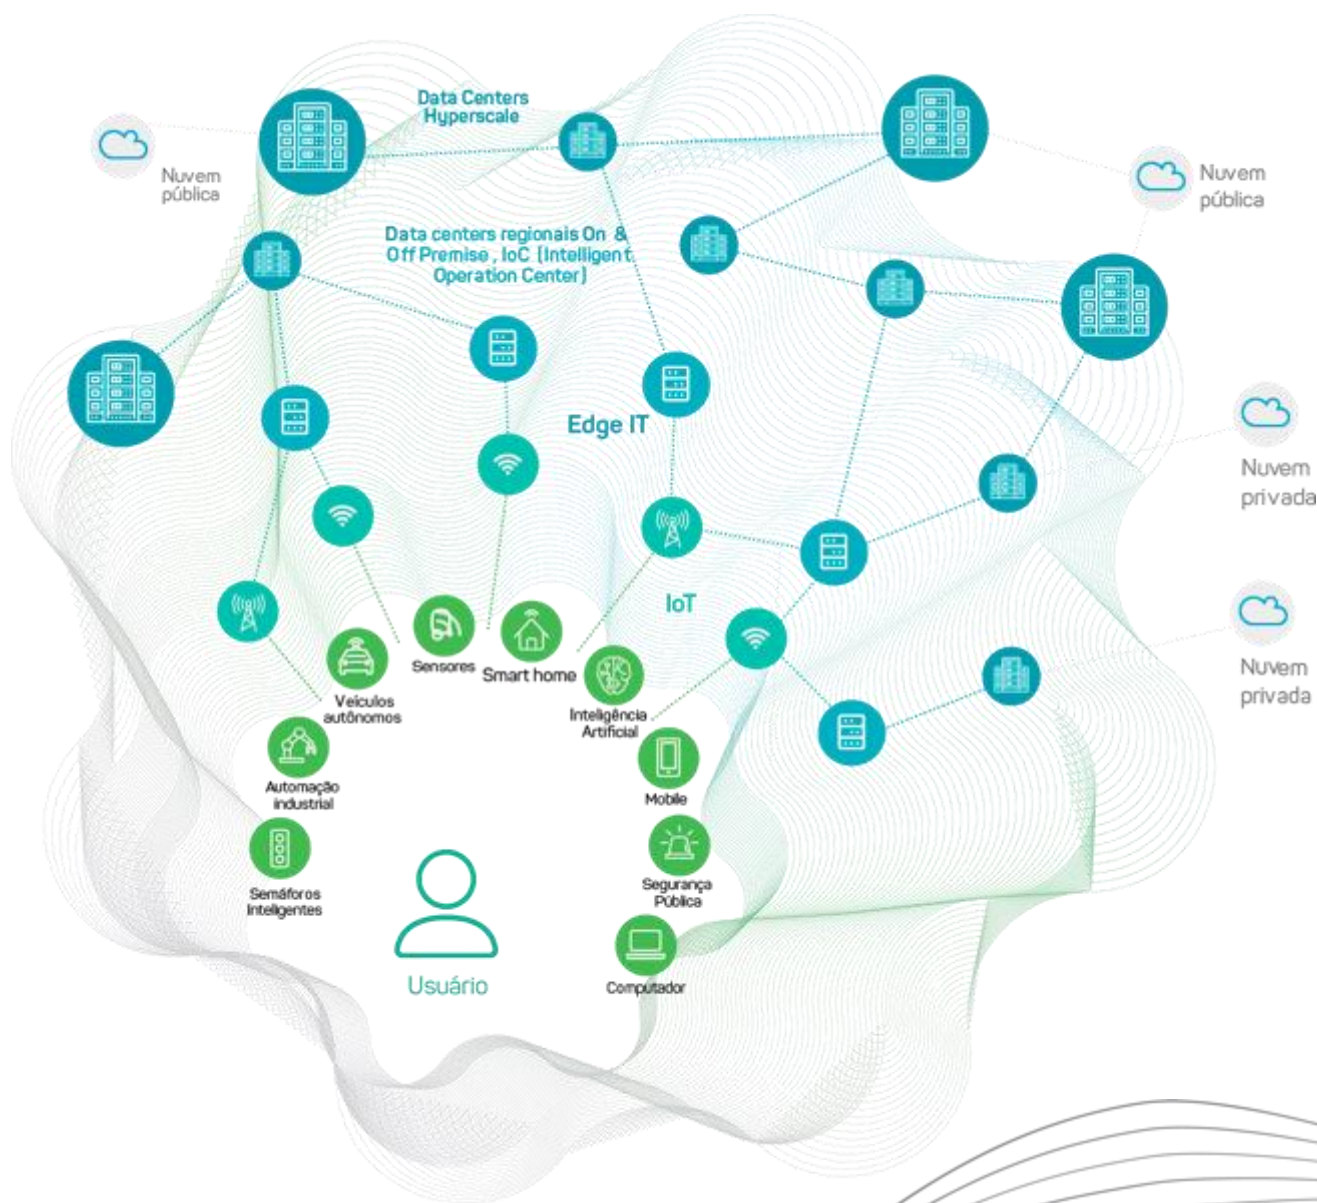 Data Centers
Hyperscale
Nuvem
pública
Nuvem
pública
Data centers regionais On &
Off Premise , IoC (Intelligent
Operation Center)
Edge IT
Nuvem
privada
IoT
Sensores
Smart home
Nuvem
privada
Veículos
autônomos
Inteligência
Artificial
Automação
industrial
Mobile
Semáforos
Inteligentes
Segurança
Pública
Usuário
Computador